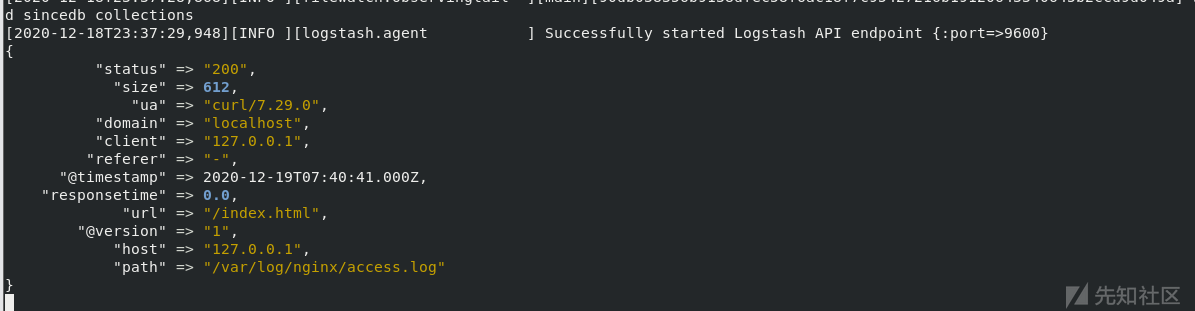 d sincedb collections
[2020-12-18T23:37:29,948][INFO ][logstash.agent           ] Successfully started Logstash API endpoint {:port=>9600}
{
          "status" => "200",
            "size" => 612,
              "ua" => "curl/7.29.0",
          "domain" => "localhost",
          "client" => "127.0.0.1",
         "referer" => "-",
      "@timestamp" => 2020-12-19T07:40:41.000Z,
    "responsetime" => 0.0,
             "url" => "/index.html",
        "@version" => "1",
            "host" => "127.0.0.1",
            "path" => "/var/log/nginx/access.log"
}
先知社区